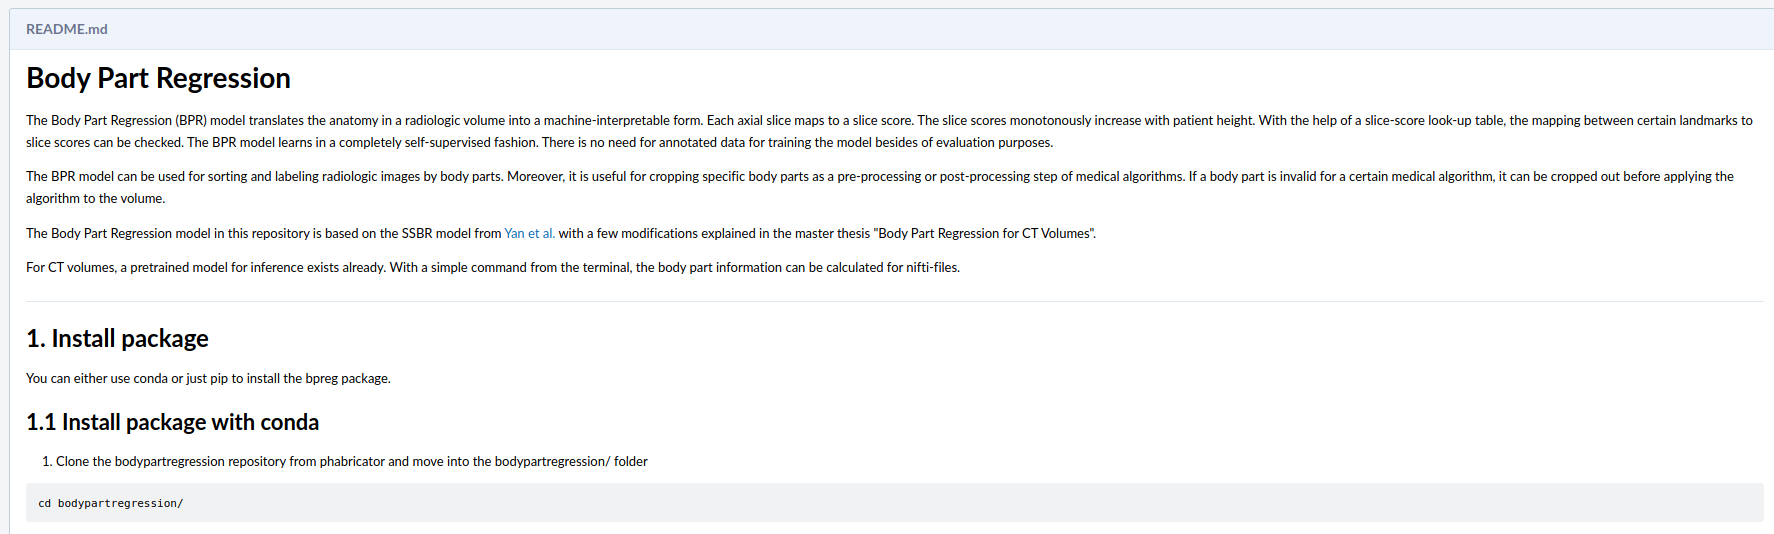 README.md
Body Part Regression
The Body Part Regression (BPR) model translates the anatomy in a radiologic volume into a machine-interpretable form. Each axial slice maps to a slice score. The slice scores monotonously increase with patient height. With the help of a slice-score look-up table, the mapping between certain landmarks to
slice scores can be checked. The BPR model learns in a completely self-supervised fashion. There is no need for annotated data for training the model besides of evaluation purposes.
The BPR model can be used for sorting and labeling radiologic images by body parts. Moreover, it is useful for cropping specific body parts as a pre-processing or post-processing step of medical algorithms. If a body part is invalid for a certain medical algorithm, it can be cropped out before applying the
algorithm to the volume.
The Body Part Regression model in this repository is based on the SSBR model from Yan et al. with a few modifications explained in the master thesis "Body Part Regression for CT Volumes".
For CT volumes, a pretrained model for inference exists already. With a simple command from the terminal, the body part information can be calculated for nifti-files.
1. Install package
You can either use conda or just pip to install the bpreg package.
1.1 Install package with conda
1. Clone the bodypartregression repository from phabricator and move into the bodypartregression/ folder
cd bodypartregression/